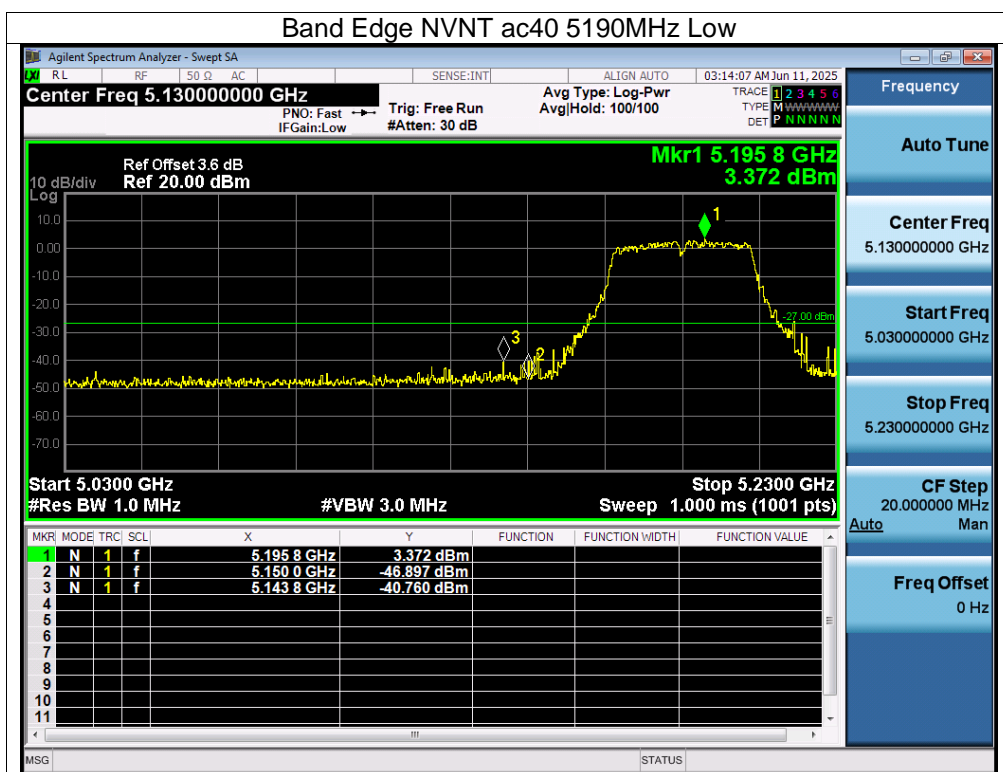 Band Edge NVNT ac40 5190MHz Low
Agilent Spectrum Analyzer - Swept SA
LXI RL RF 50 Ω AC SENSE:INT ALIGN AUTO 03:14:07 AM Jun 11, 2025
Center Freq 5.130000000 GHz
PNO: Fast
IFGain:Low
Trig: Free Run
#Atten: 30 dB
Avg Type: Log-Pwr
Avg|Hold: 100/100
TRACE 1 2 3 4 5 6
TYPE M WWWWW
DET P N N N N N
Mkr1 5.195 8 GHz
3.372 dBm
Ref Offset 3.6 dB
10 dB/div Ref 20.00 dBm
Log
10.0
0.00
-10.0
-20.0
-30.0
-40.0
-50.0
-60.0
-70.0
1
-27.00 dBm
3
2
Start 5.0300 GHz Stop 5.2300 GHz
#Res BW 1.0 MHz #VBW 3.0 MHz Sweep 1.000 ms (1001 pts)
MKR MODE TRC SCL X Y FUNCTION FUNCTION WIDTH FUNCTION VALUE
1 N 1 f 5.195 8 GHz 3.372 dBm
2 N 1 f 5.150 0 GHz -46.897 dBm
3 N 1 f 5.143 8 GHz -40.760 dBm
4
5
6
7
8
9
10
11
MSG STATUS
Frequency
Auto Tune
Center Freq
5.130000000 GHz
Start Freq
5.030000000 GHz
Stop Freq
5.230000000 GHz
CF Step
20.000000 MHz
Auto Man
Freq Offset
0 Hz